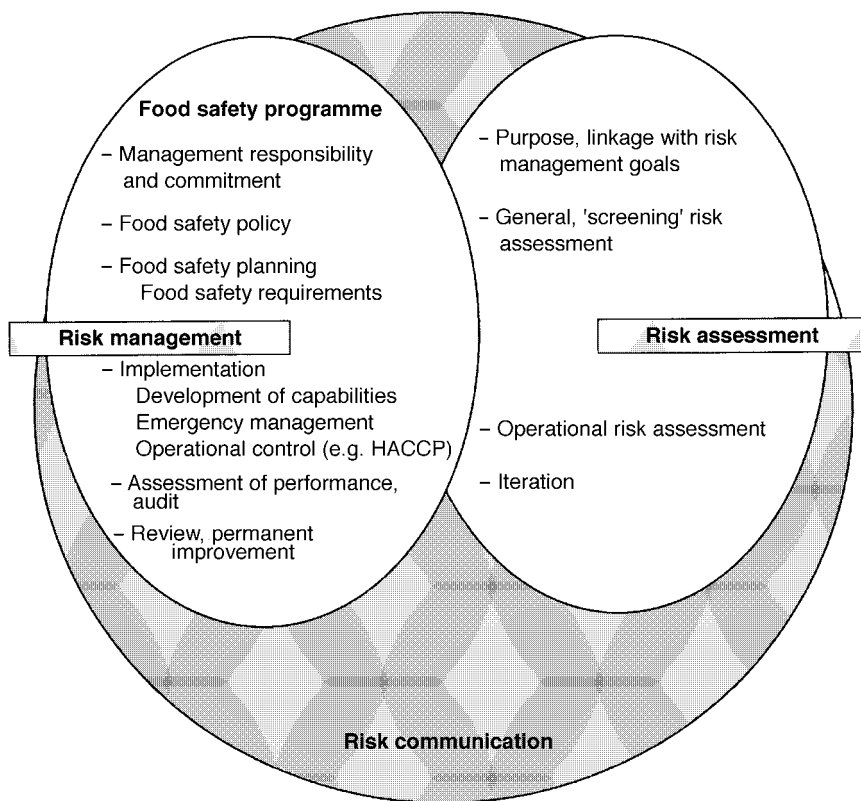 Food safety programme
– Management responsibility
and commitment
– Food safety policy
– Food safety planning
Food safety requirements
Risk management
– Implementation
Development of capabilities
Emergency management
Operational control (e.g. HACCP)
– Assessment of performance,
audit
– Review, permanent
improvement
– Purpose, linkage with risk
management goals
– General, 'screening' risk
assessment
Risk assessment
– Operational risk assessment
– Iteration
Risk communication